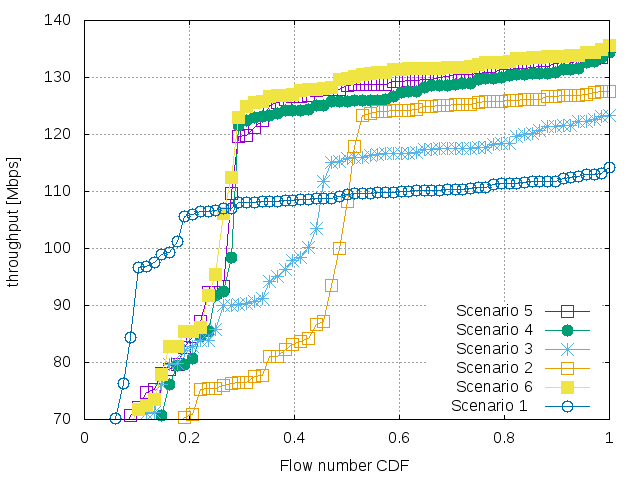 140
130
120
110
100
90
80
70
throughput [Mbps]
Scenario 5
Scenario 4
Scenario 3
Scenario 2
Scenario 6
Scenario 1
0
0.2
0.4
0.6
0.8
1
Flow number CDF